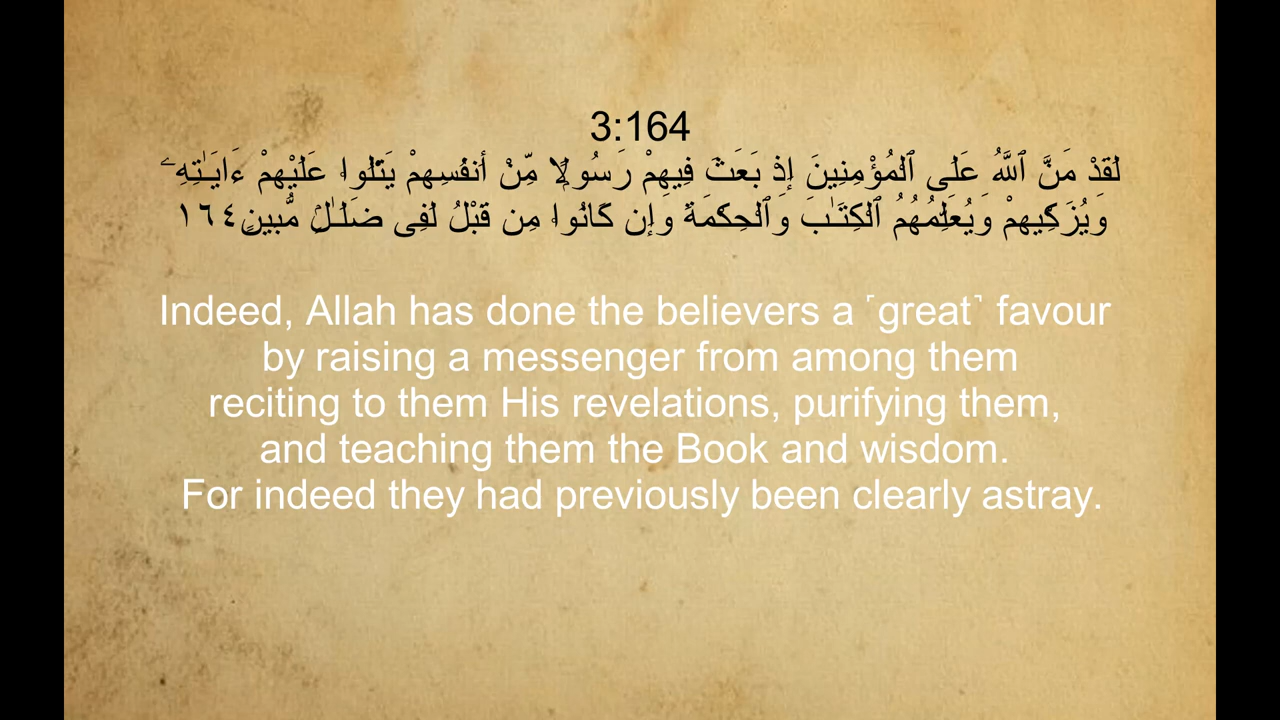 3:164
لَقَدْ مَنَّ ٱللَّهُ عَلَى ٱلْمُؤْمِنِينَ إِذْ بَعَثَ فِيهِمْ رَسُولًۭا مِّنْ أَنفُسِهِمْ يَتْلُوا۟ عَلَيْهِمْ ءَايَـٰتِهِۦ
وَيُزَكِّيهِمْ وَيُعَلِّمُهُمُ ٱلْكِتَـٰبَ وَٱلْحِكْمَةَ وَإِن كَانُوا۟ مِن قَبْلُ لَفِى ضَلَـٰلٍۢ مُّبِينٍ ١٦٤
Indeed, Allah has done the believers a ˹great˺ favour
by raising a messenger from among them
reciting to them His revelations, purifying them,
and teaching them the Book and wisdom.
For indeed they had previously been clearly astray.